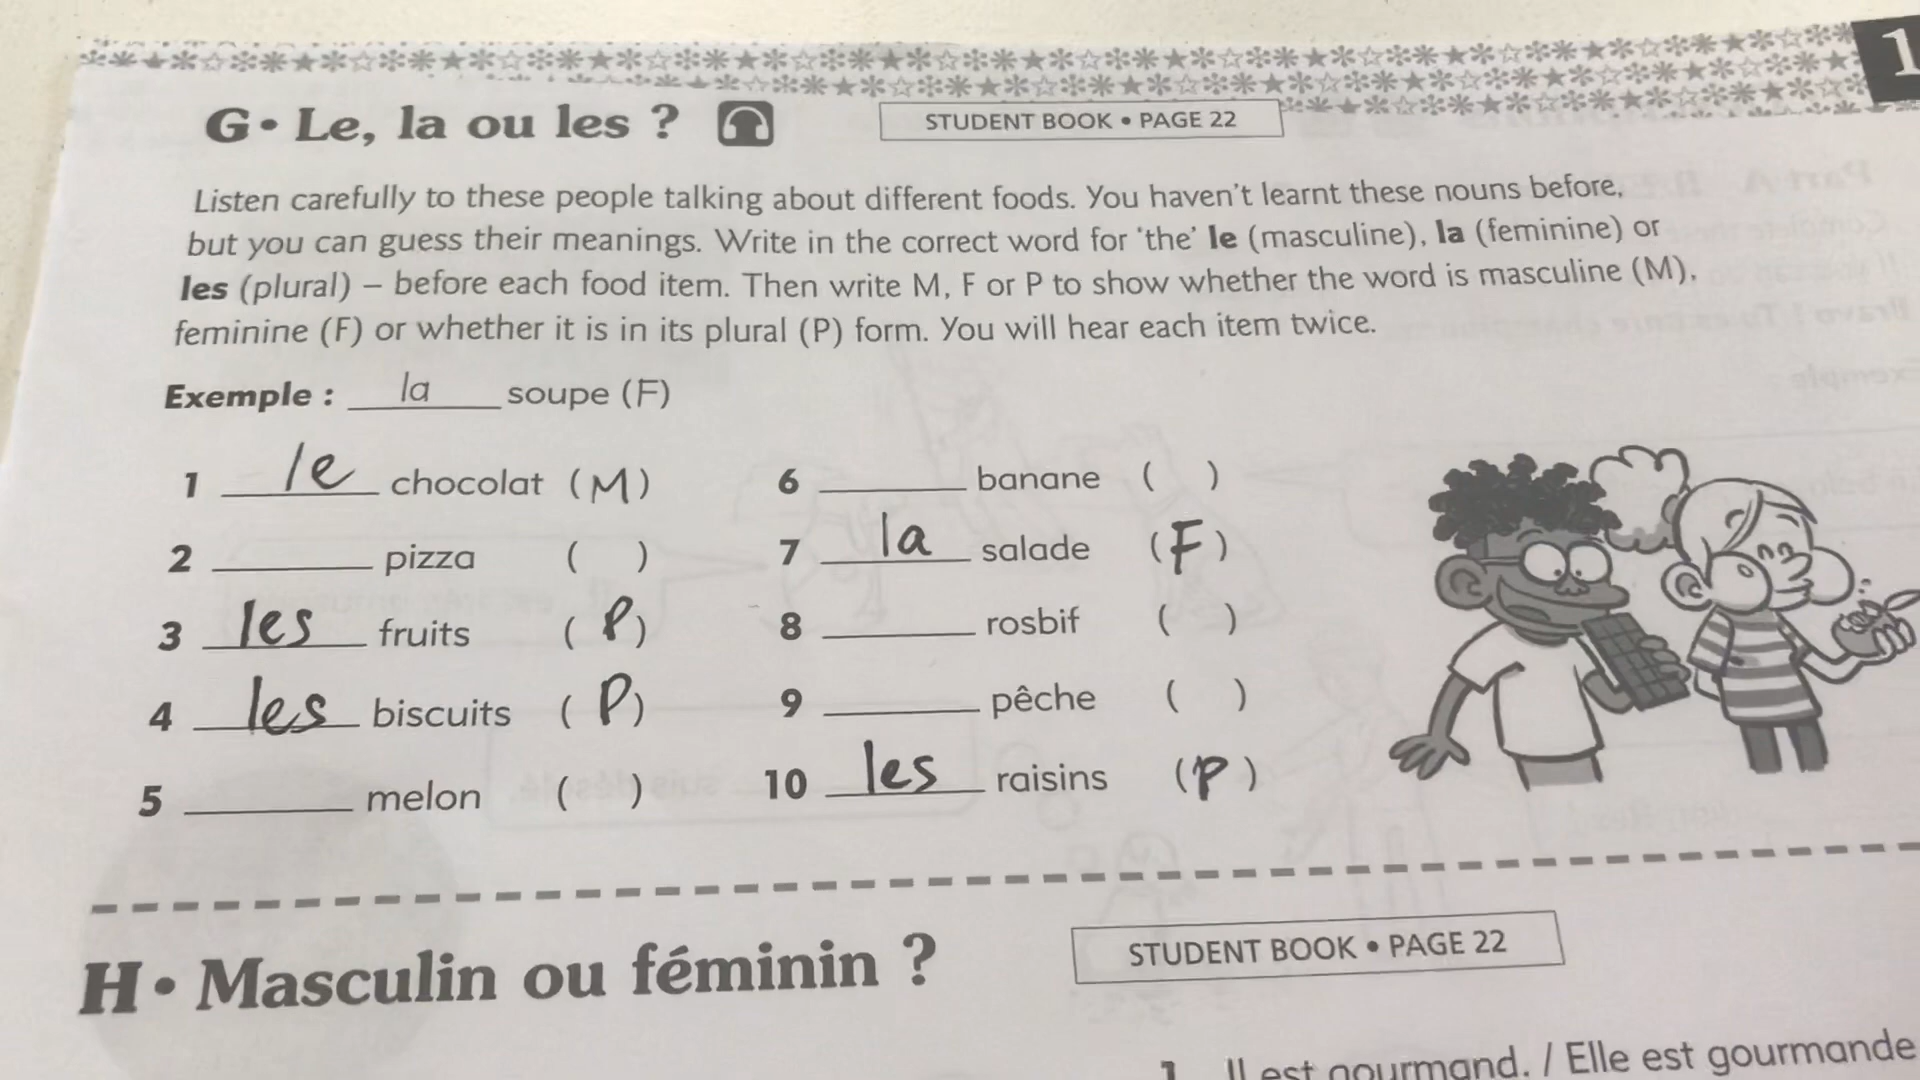 1
G • Le, la ou les ?
STUDENT BOOK • PAGE 22
Listen carefully to these people talking about different foods. You haven't learnt these nouns before,
but you can guess their meanings. Write in the correct word for 'the' le (masculine), la (feminine) or
les (plural) – before each food item. Then write M, F or P to show whether the word is masculine (M),
feminine (F) or whether it is in its plural (P) form. You will hear each item twice.
Exemple : la soupe (F)
1 le chocolat (M)
2 ______ pizza ( )
3 les fruits (P)
4 les biscuits (P)
5 ______ melon ( )
6 ______ banane ( )
7 la salade (F)
8 ______ rosbif ( )
9 ______ pêche ( )
10 les raisins (P)
H • Masculin ou féminin ?
STUDENT BOOK • PAGE 22
1 Il est gourmand. / Elle est gourmande